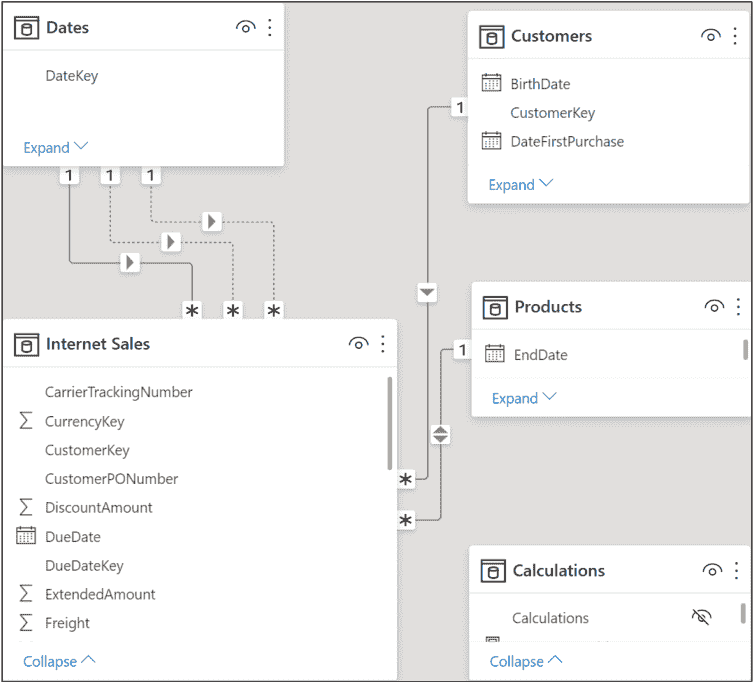 Dates
DateKey
Expand
1
1
1
*
*
*
Internet Sales
CarrierTrackingNumber
Σ CurrencyKey
CustomerKey
CustomerPONumber
Σ DiscountAmount
DueDate
DueDateKey
Σ ExtendedAmount
Σ Freight
Collapse
Customers
1
BirthDate
CustomerKey
DateFirstPurchase
Expand
Products
1
EndDate
Expand
*
*
Calculations
Calculations
Collapse